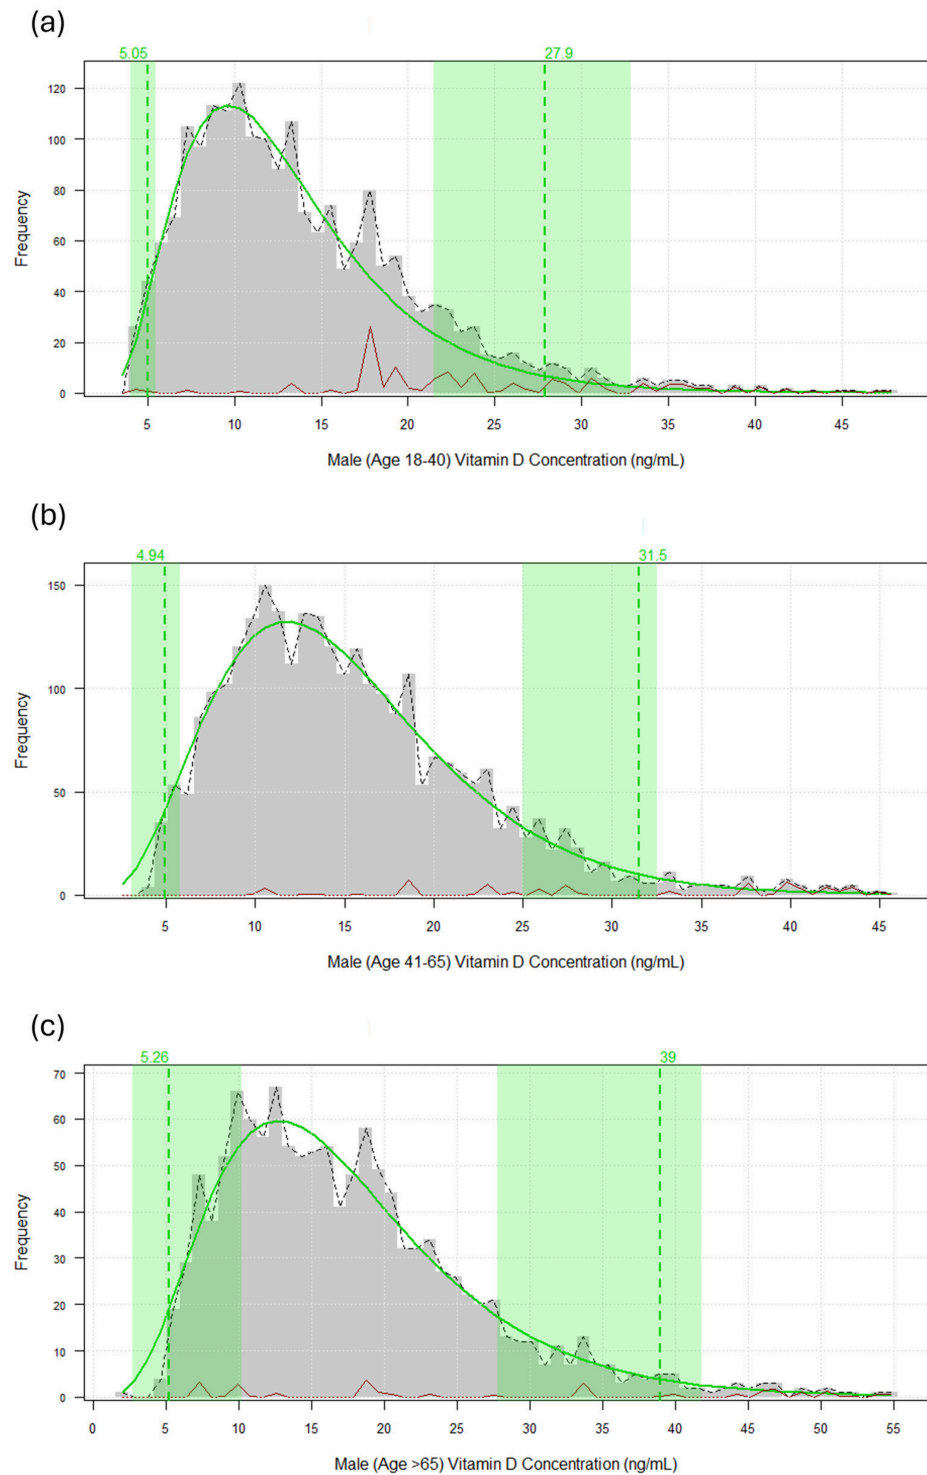 (a)
5.05 27.9
120
100
80
60
40
20
0
Frequency
5 10 15 20 25 30 35 40 45
Male (Age 18-40) Vitamin D Concentration (ng/mL)
(b)
4.94 31.5
150
100
50
0
Frequency
5 10 15 20 25 30 35 40 45
Male (Age 41-65) Vitamin D Concentration (ng/mL)
(c)
5.26 39
70
60
50
40
30
20
10
0
Frequency
0 5 10 15 20 25 30 35 40 45 50 55
Male (Age >65) Vitamin D Concentration (ng/mL)